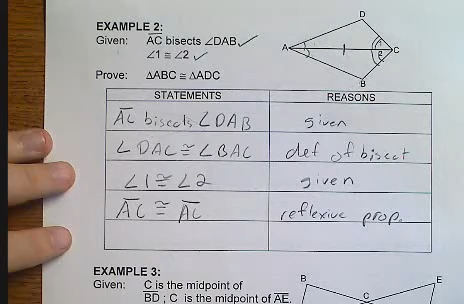 EXAMPLE 2:
Given: AC bisects ∠DAB ✓
∠1 ≅ ∠2 ✓
Prove: ΔABC ≅ ΔADC
D
A
1
2
C
B
STATEMENTS REASONS
AC bisects ∠DAB given
∠DAC ≅ ∠BAC def of bisect
∠1 ≅ ∠2 given
AC ≅ AC reflexive prop.
EXAMPLE 3:
Given: C is the midpoint of
BD ; C is the midpoint of AE.
B
E
C